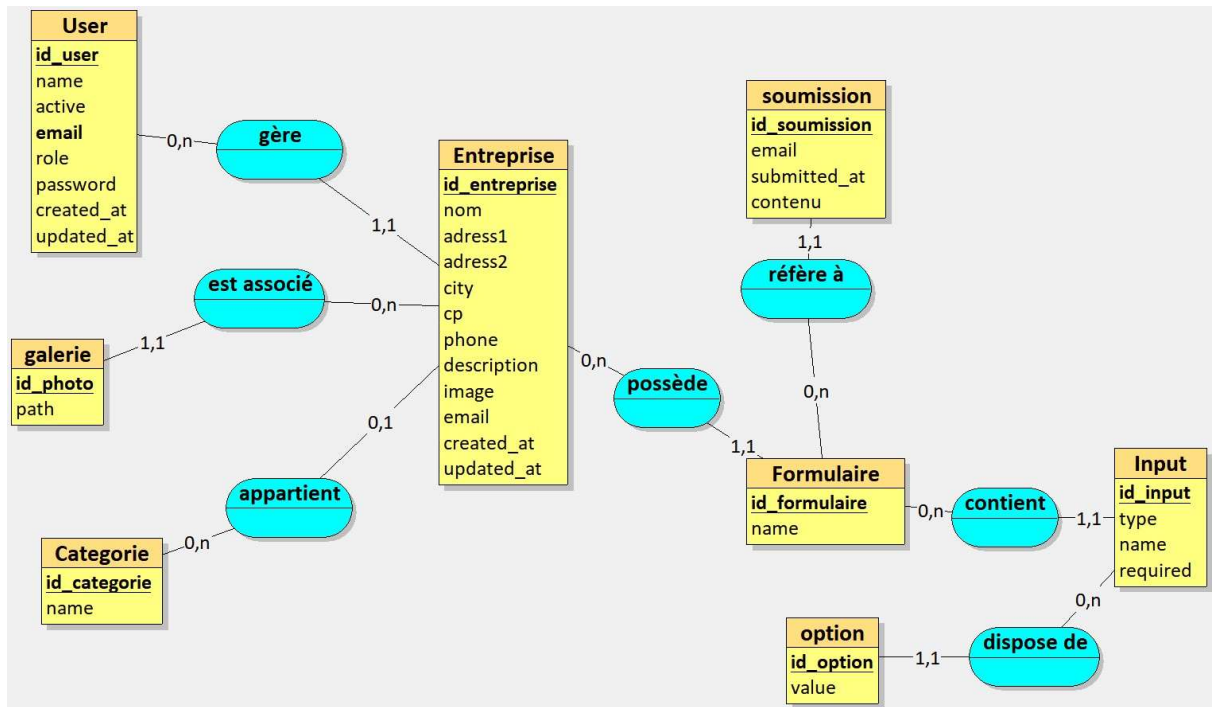 User
id_user
name
active
email
role
password
created_at
updated_at
0,n
gère
1,1
Entreprise
id_entreprise
nom
adress1
adress2
city
cp
phone
description
image
email
created_at
updated_at
est associé
0,n
1,1
galerie
id_photo
path
0,1
appartient
0,n
Categorie
id_categorie
name
0,n
possède
1,1
soumission
id_soumission
email
submitted_at
contenu
1,1
réfère à
0,n
Formulaire
id_formulaire
name
0,n
contient
1,1
Input
id_input
type
name
required
0,n
dispose de
1,1
option
id_option
value